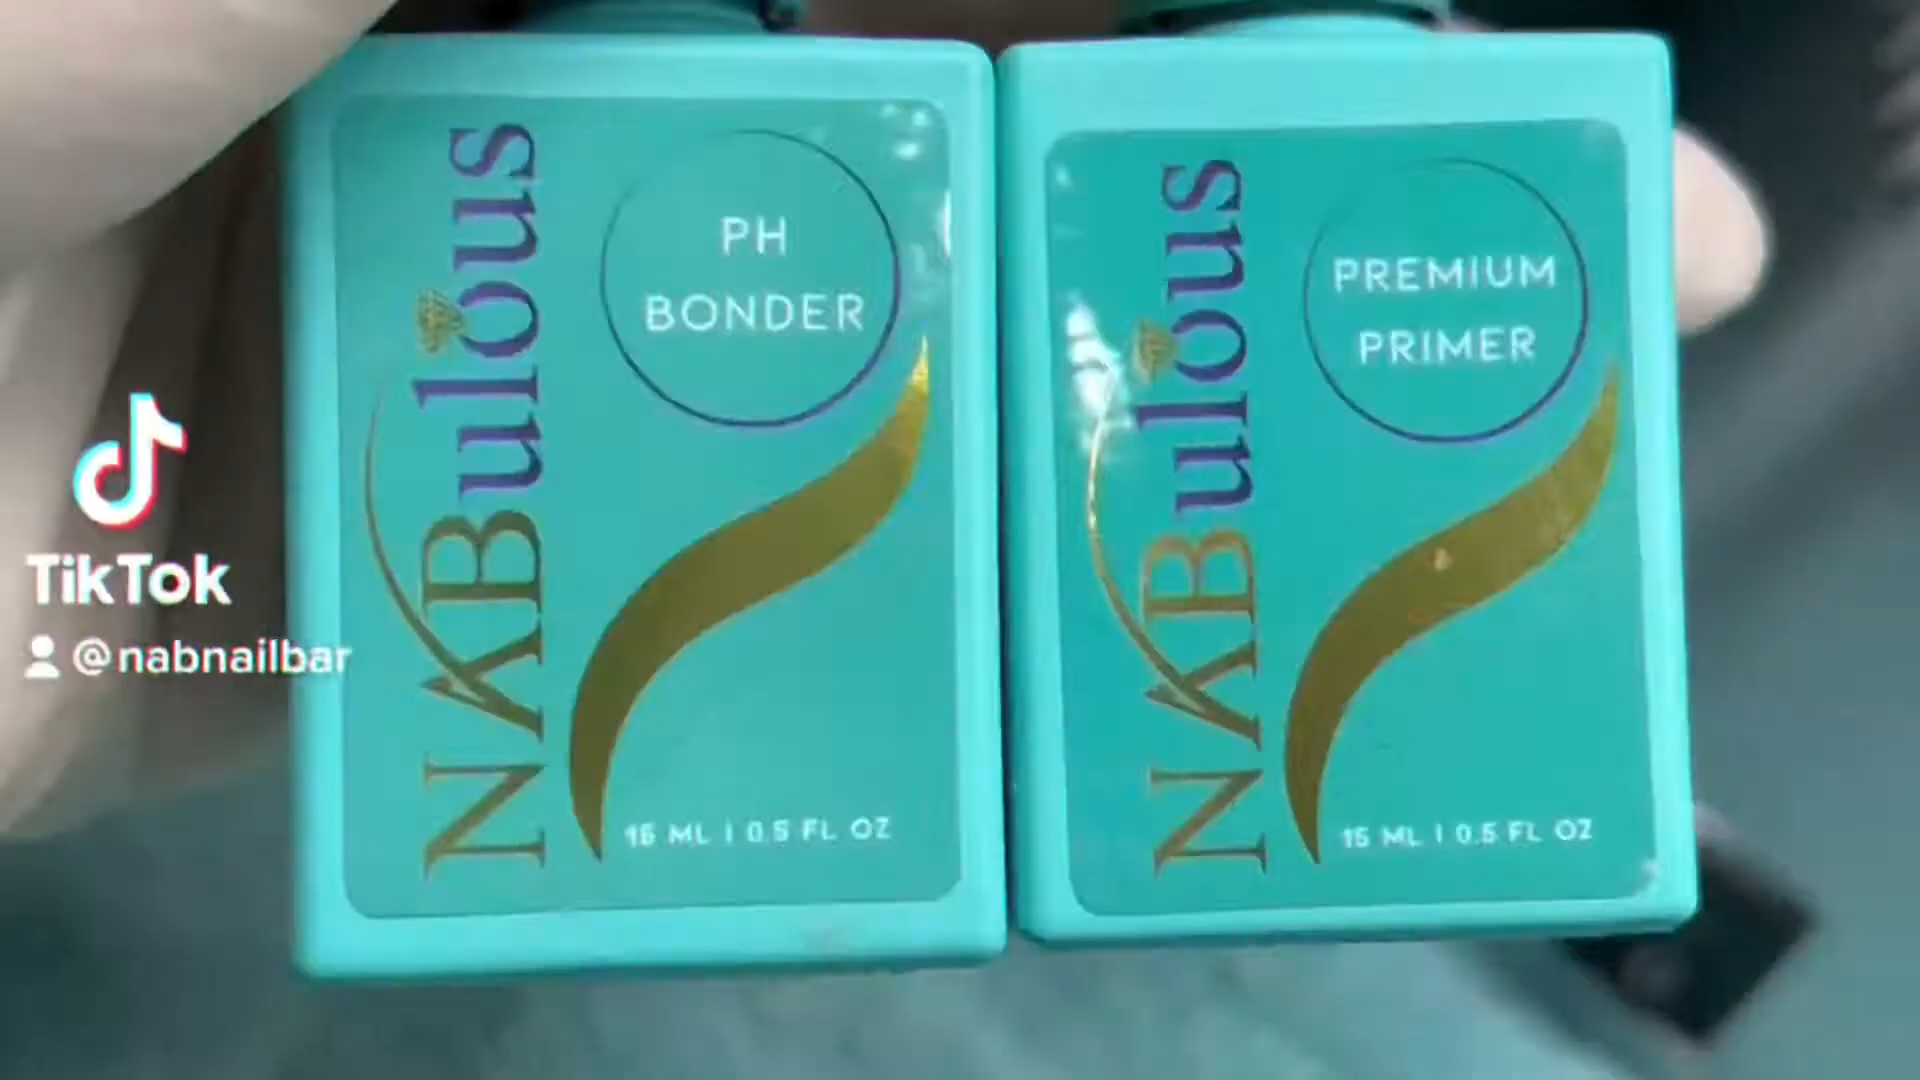 NABulous
PH
BONDER
15 ML | 0.5 FL OZ
NABulous
PREMIUM
PRIMER
15 ML | 0.5 FL OZ
TikTok
@nabnailbar